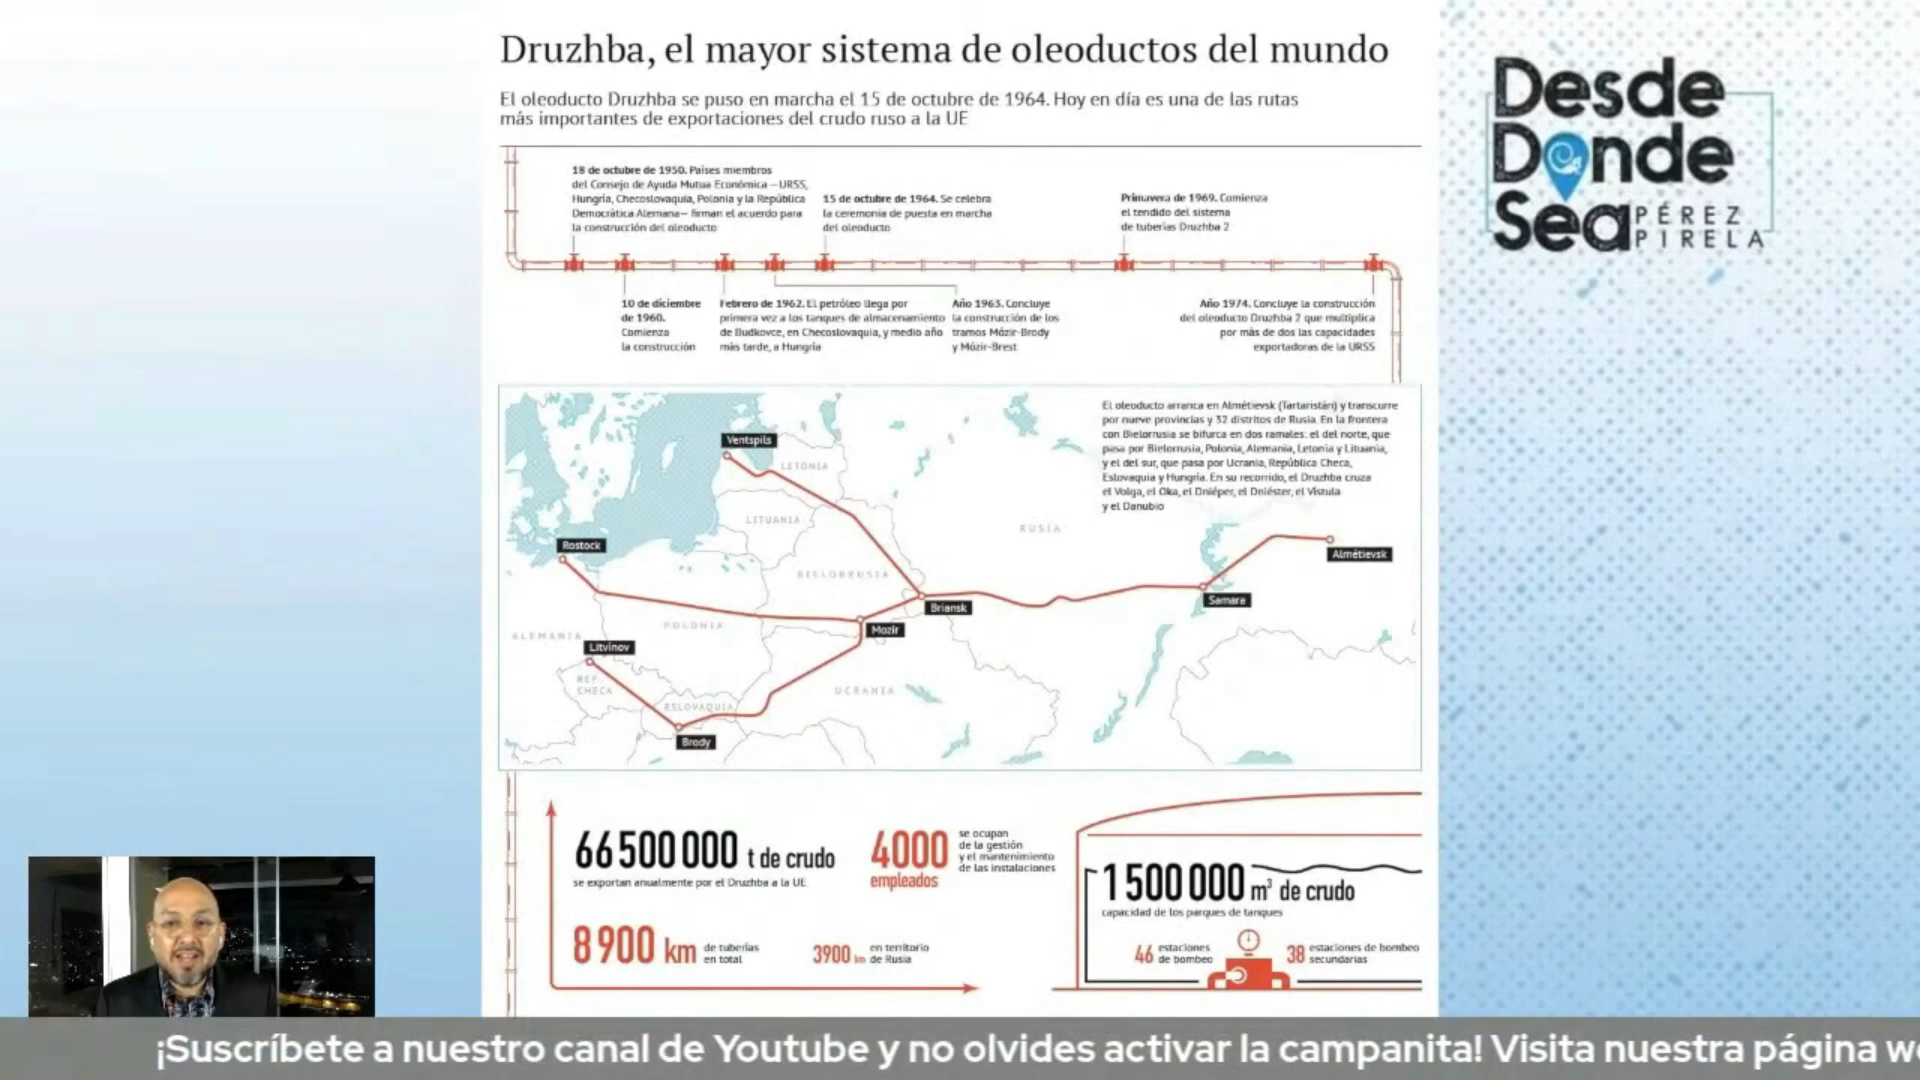 Druzhba, el mayor sistema de oleoductos del mundo
El oleoducto Druzhba se puso en marcha el 15 de octubre de 1964. Hoy en día es una de las rutas
más importantes de exportaciones del crudo ruso a la UE
18 de octubre de 1950. Países miembros
del Consejo de Ayuda Mutua Económica —URSS,
Hungría, Checoslovaquia, Polonia y la República
Democrática Alemana— firman el acuerdo para
la construcción del oleoducto
15 de octubre de 1964. Se celebra
la ceremonia de puesta en marcha
del oleoducto
Primavera de 1969. Comienza
el tendido del sistema
de tuberías Druzhba 2
10 de diciembre
de 1960.
Comienza
la construcción
Febrero de 1962. El petróleo llega por
primera vez a los tanques de almacenamiento
de Budkovce, en Checoslovaquia, y medio año
más tarde, a Hungría
Año 1963. Concluye
la construcción de los
tramos Mózir-Brody
y Mózir-Brest
Año 1974. Concluye la construcción
del oleoducto Druzhba 2 que multiplica
por más de dos las capacidades
exportadoras de la URSS
El oleoducto arranca en Almétievsk (Tartaristán) y transcurre
por nueve provincias y 32 distritos de Rusia. En la frontera
con Bielorrusia se bifurca en dos ramales: el del norte, que
pasa por Bielorrusia, Polonia, Alemania, Letonia y Lituania,
y el del sur, que pasa por Ucrania, República Checa,
Eslovaquia y Hungría. En su recorrido, el Druzhba cruza
el Volga, el Oka, el Dniéper, el Dniéster, el Vístula
y el Danubio
Ventspils
LETONIA
LITUANIA
RUSIA
Rostock
Almétievsk
BIELORRUSIA
Samara
Briansk
POLONIA
Mozir
ALEMANIA
Litvínov
REP.
CHECA
UCRANIA
ESLOVAQUIA
Brody
66 500 000 t de crudo
se exportan anualmente por el Druzhba a la UE
4000
empleados
se ocupan
de la gestión
y el mantenimiento
de las instalaciones
8 900 km
de tuberías
en total
3900 km
en territorio
de Rusia
1 500 000 m³ de crudo
capacidad de los parques de tanques
46 estaciones
de bombeo
38 estaciones de bombeo
secundarias
Desde
Donde
Sea
PÉREZ
PIRELA
¡Suscríbete a nuestro canal de Youtube y no olvides activar la campanita! Visita nuestra página we